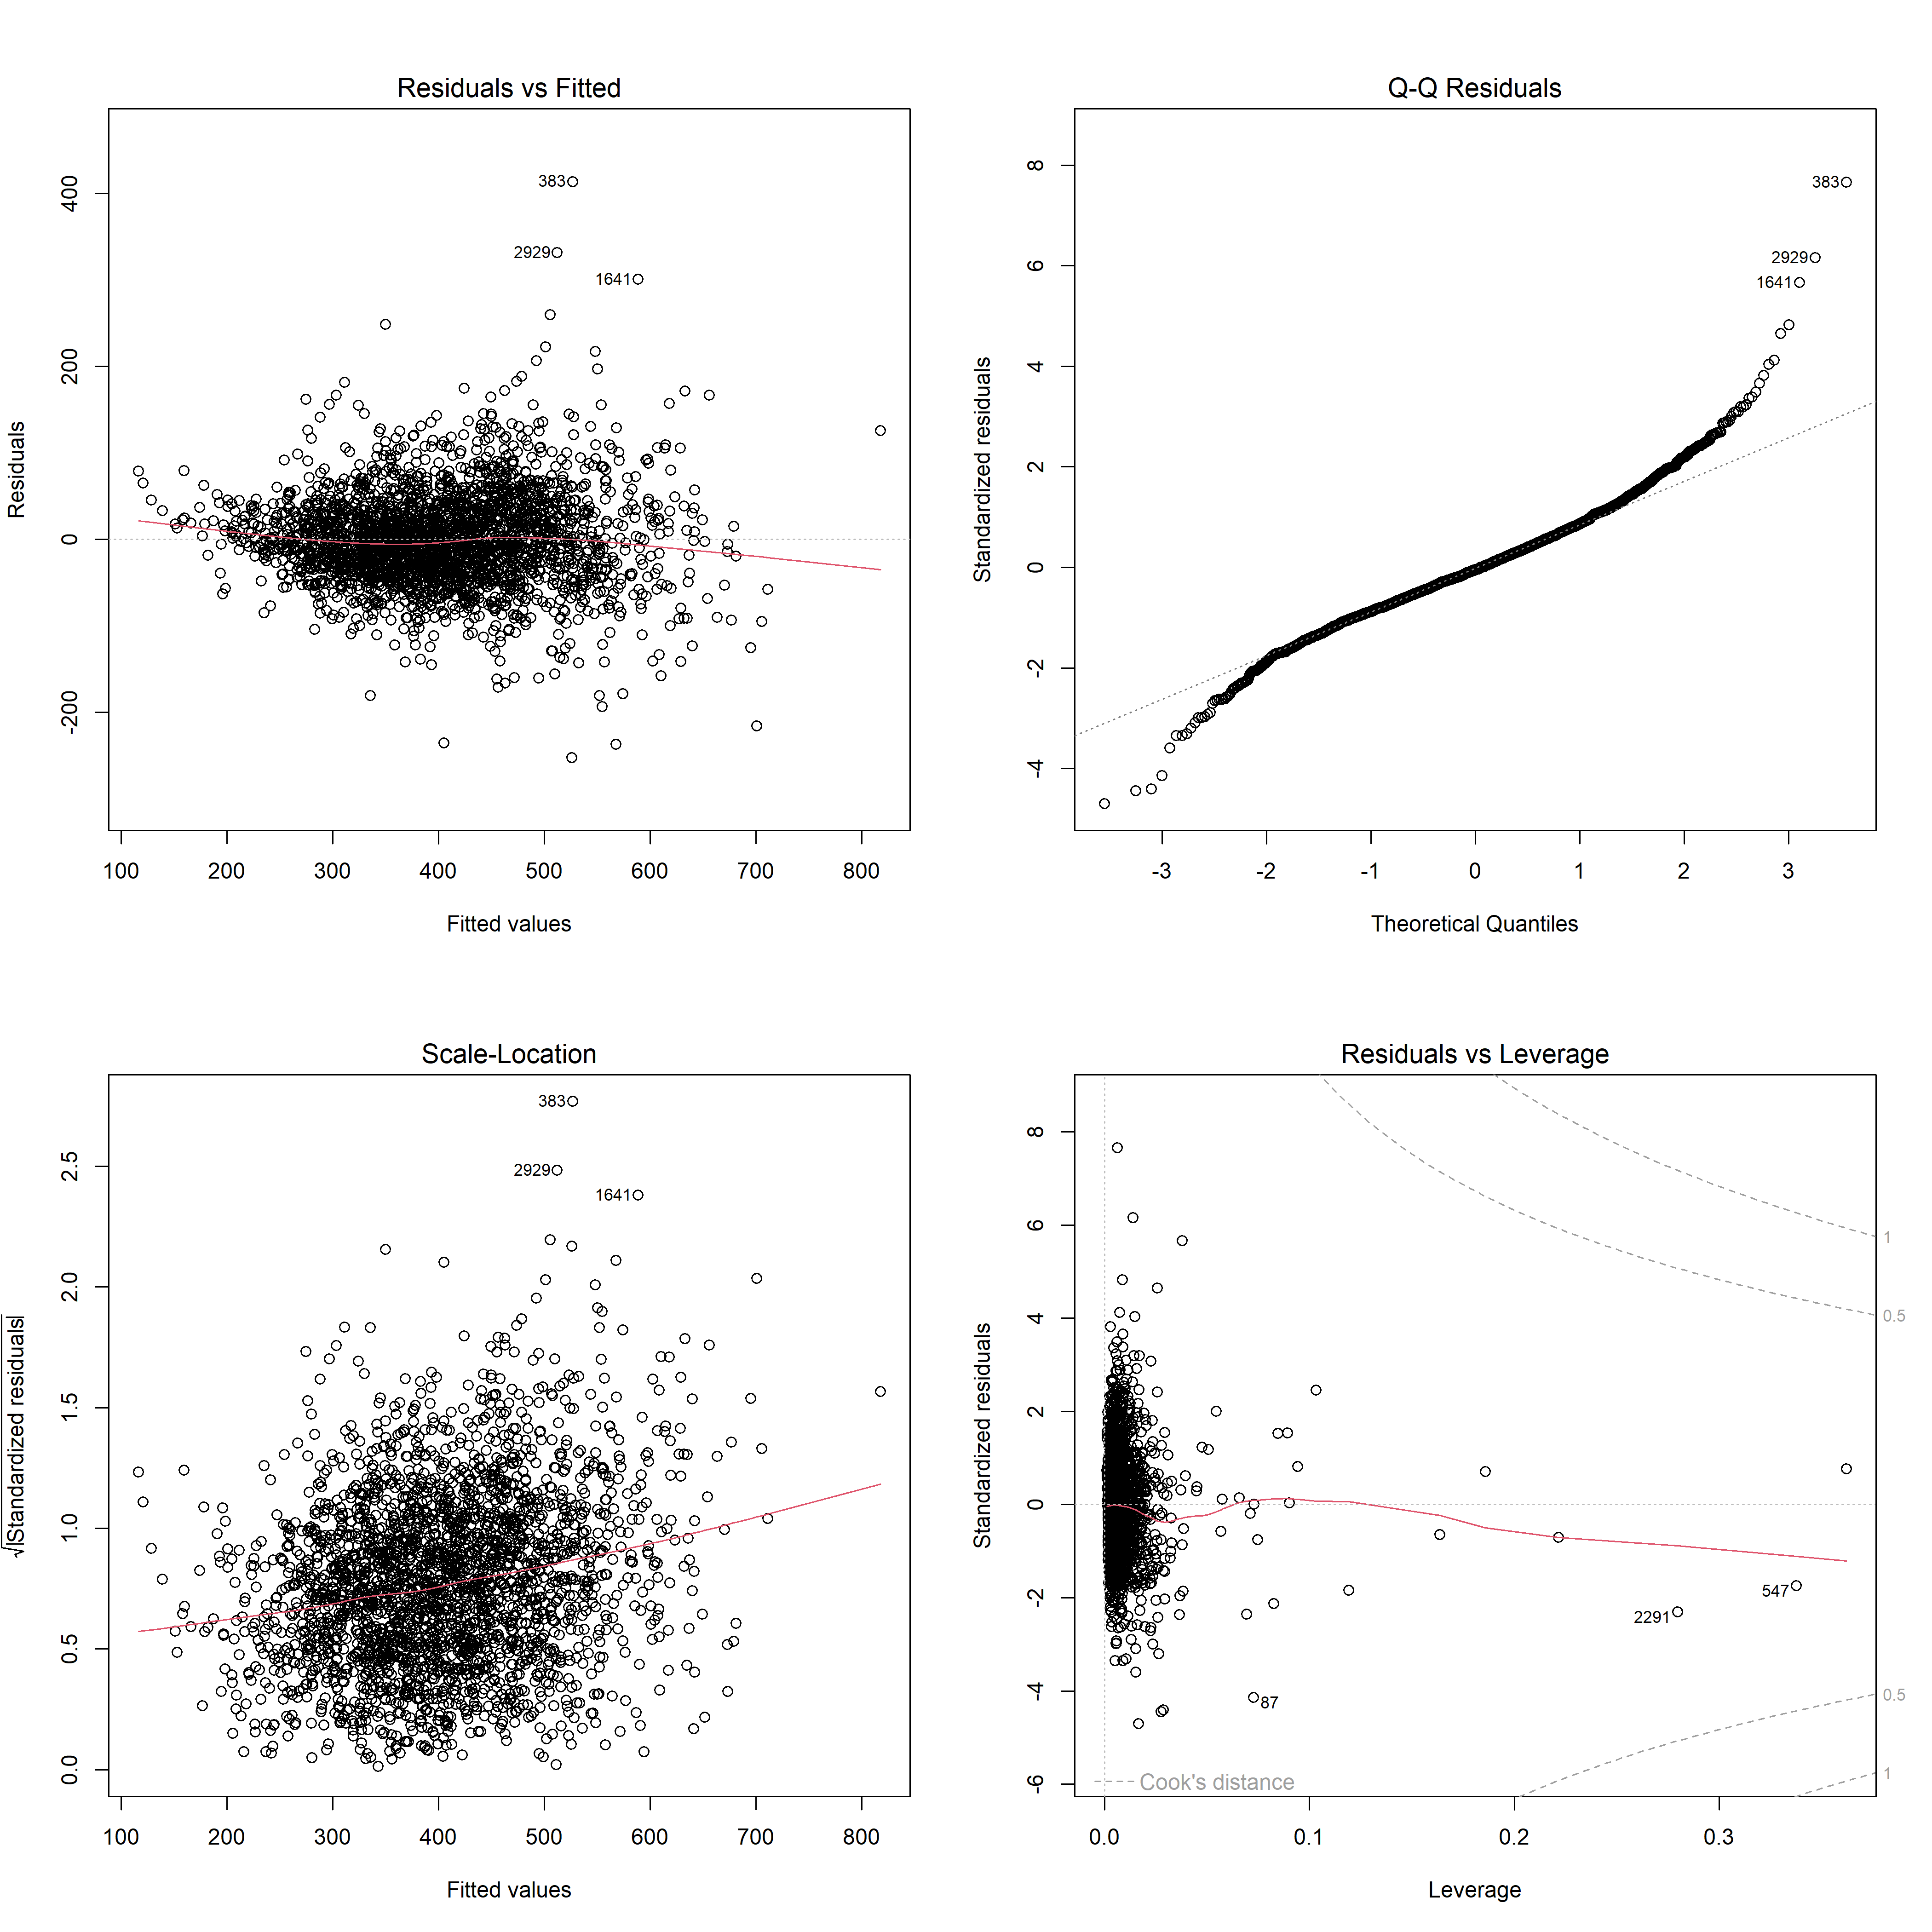 Residuals vs Fitted
Residuals
400
200
0
-200
383
2929
1641
100 200 300 400 500 600 700 800
Fitted values
Q-Q Residuals
Standardized residuals
8
6
4
2
0
-2
-4
383
2929
1641
-3 -2 -1 0 1 2 3
Theoretical Quantiles
Scale-Location
√|Standardized residuals|
2.5
2.0
1.5
1.0
0.5
0.0
383
2929
1641
100 200 300 400 500 600 700 800
Fitted values
Residuals vs Leverage
Standardized residuals
8
6
4
2
0
-2
-4
-6
1
0.5
547
2291
87
0.5
1
Cook's distance
0.0 0.1 0.2 0.3
Leverage